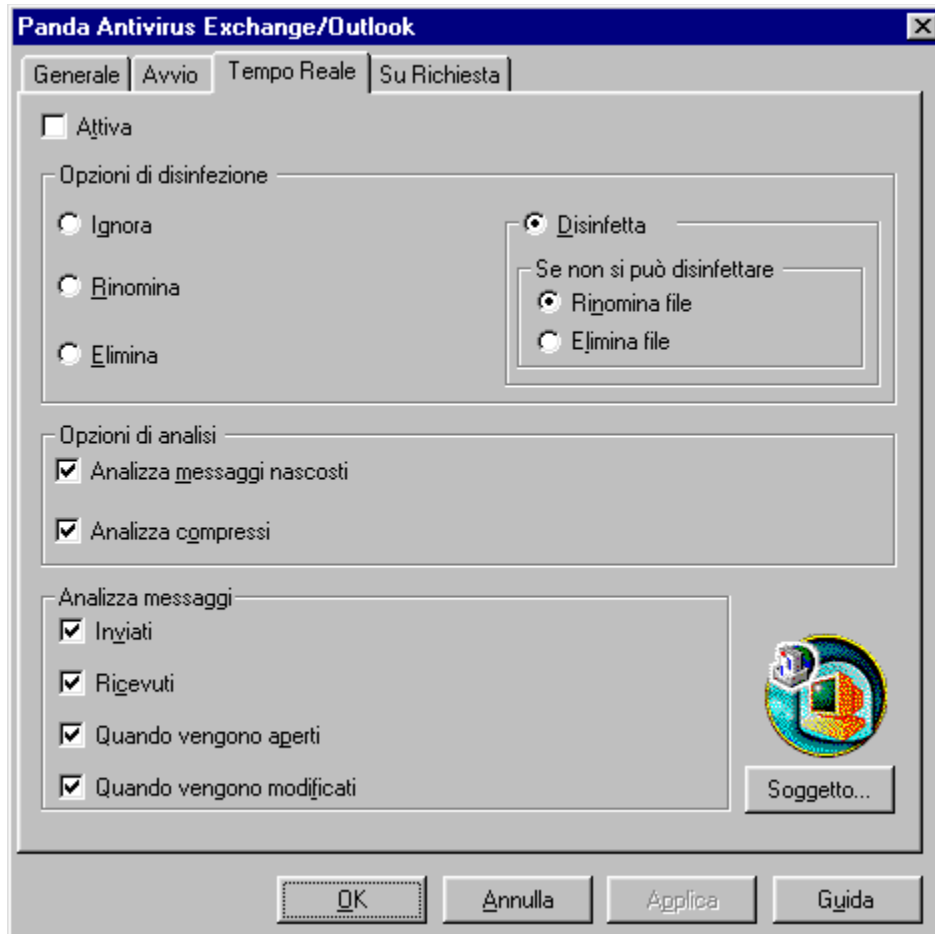 Panda Antivirus Exchange/Outlook
Generale Avvio Tempo Reale Su Richiesta
Attiva
Opzioni di disinfezione
Ignora
Rinomina
Elimina
Disinfetta
Se non si può disinfettare
Rinomina file
Elimina file
Opzioni di analisi
Analizza messaggi nascosti
Analizza compressi
Analizza messaggi
Inviati
Ricevuti
Quando vengono aperti
Quando vengono modificati
Soggetto...
OK Annulla Applica Guida